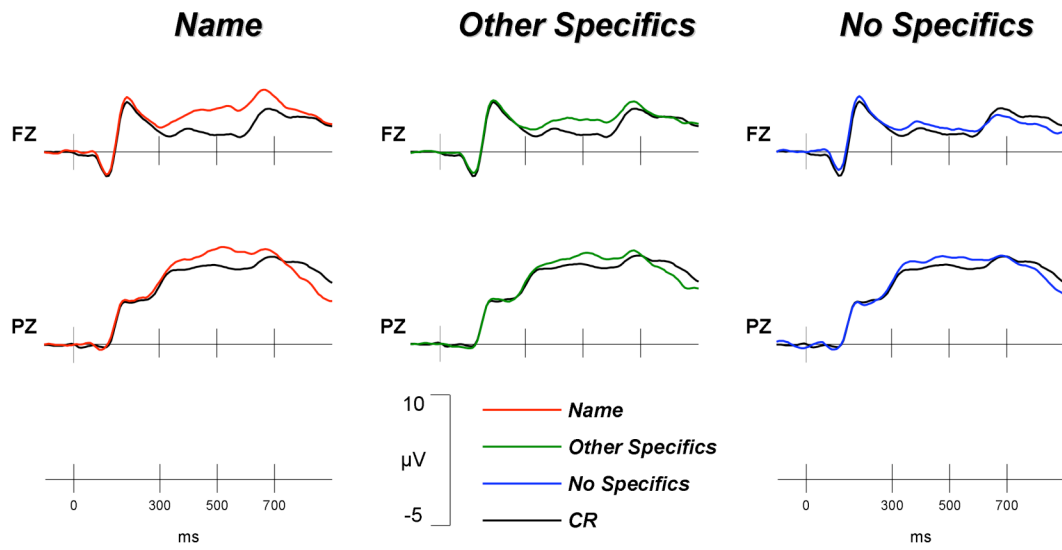 Name
Other Specifics
No Specifics
FZ
FZ
FZ
PZ
PZ
PZ
10
µV
-5
Name
Other Specifics
No Specifics
CR
0 300 500 700
ms
0 300 500 700
ms